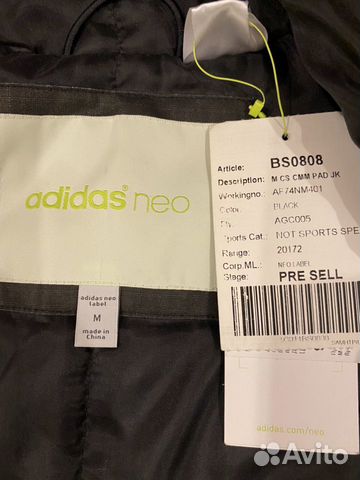 adidas neo
adidas neo
label
M
made in
China
Article: BS0808
Description: M CS CMM PAD JK
Workingno.: AF74NM401
Color: BLACK
AGC005
Sports Cat.: NOT SPORTS SPE
Range: 20172
Corp.ML.: NEO LABEL
Stage: PRE SELL
adidas.com/neo
Avito